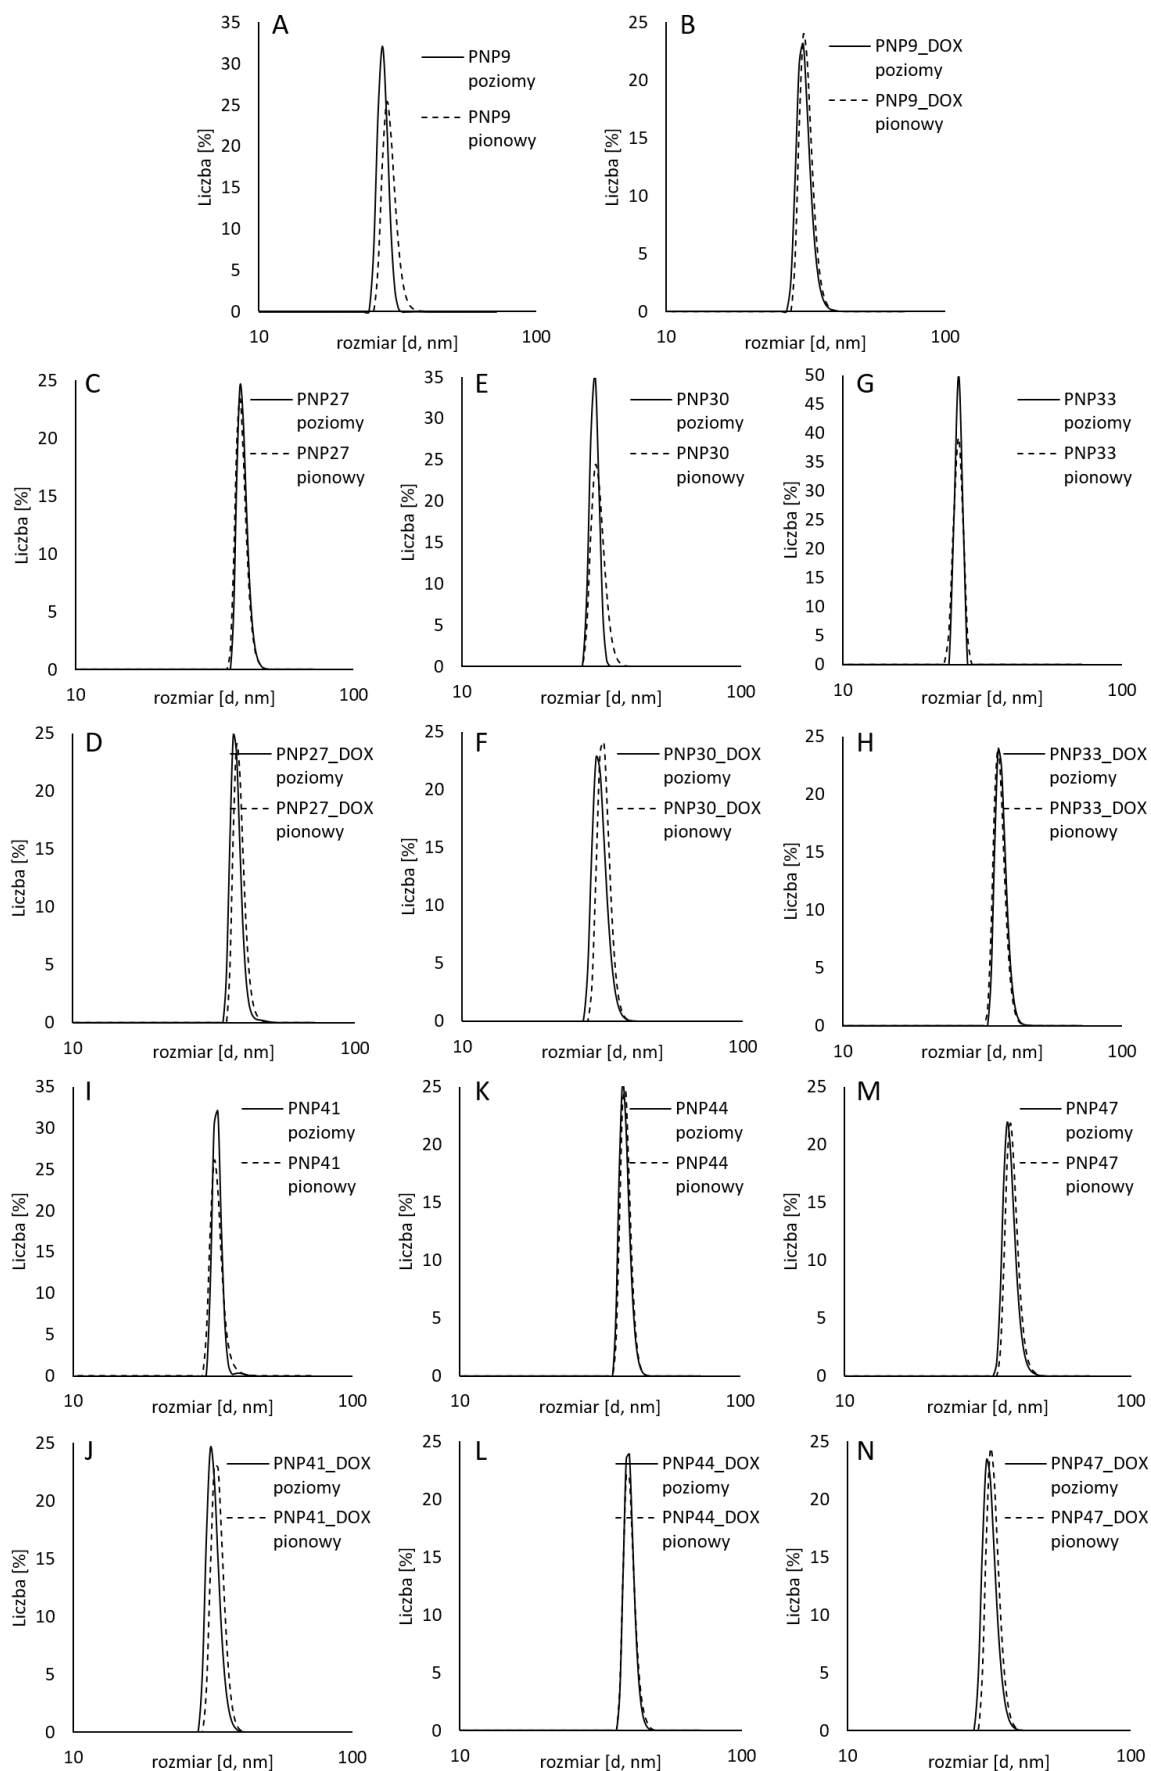 A
35
30
25
20
15
10
5
0
Liczba [%]
10
100
rozmiar [d, nm]
PNP9
poziomy
PNP9
pionowy
B
25
20
15
10
5
0
Liczba [%]
10
100
rozmiar [d, nm]
PNP9_DOX
poziomy
PNP9_DOX
pionowy
C
25
20
15
10
5
0
Liczba [%]
10
100
rozmiar [d, nm]
PNP27
poziomy
PNP27
pionowy
E
35
30
25
20
15
10
5
0
Liczba [%]
10
100
rozmiar [d, nm]
PNP30
poziomy
PNP30
pionowy
G
50
45
40
35
30
25
20
15
10
5
0
Liczba [%]
10
100
rozmiar [d, nm]
PNP33
poziomy
PNP33
pionowy
D
25
20
15
10
5
0
Liczba [%]
10
100
rozmiar [d, nm]
PNP27_DOX
poziomy
PNP27_DOX
pionowy
F
25
20
15
10
5
0
Liczba [%]
10
100
rozmiar [d, nm]
PNP30_DOX
poziomy
PNP30_DOX
pionowy
H
25
20
15
10
5
0
Liczba [%]
10
100
rozmiar [d, nm]
PNP33_DOX
poziomy
PNP33_DOX
pionowy
I
35
30
25
20
15
10
5
0
Liczba [%]
10
100
rozmiar [d, nm]
PNP41
poziomy
PNP41
pionowy
K
25
20
15
10
5
0
Liczba [%]
10
100
rozmiar [d, nm]
PNP44
poziomy
PNP44
pionowy
M
25
20
15
10
5
0
Liczba [%]
10
100
rozmiar [d, nm]
PNP47
poziomy
PNP47
pionowy
J
25
20
15
10
5
0
Liczba [%]
10
100
rozmiar [d, nm]
PNP41_DOX
poziomy
PNP41_DOX
pionowy
L
25
20
15
10
5
0
Liczba [%]
10
100
rozmiar [d, nm]
PNP44_DOX
poziomy
PNP44_DOX
pionowy
N
25
20
15
10
5
0
Liczba [%]
10
100
rozmiar [d, nm]
PNP47_DOX
poziomy
PNP47_DOX
pionowy